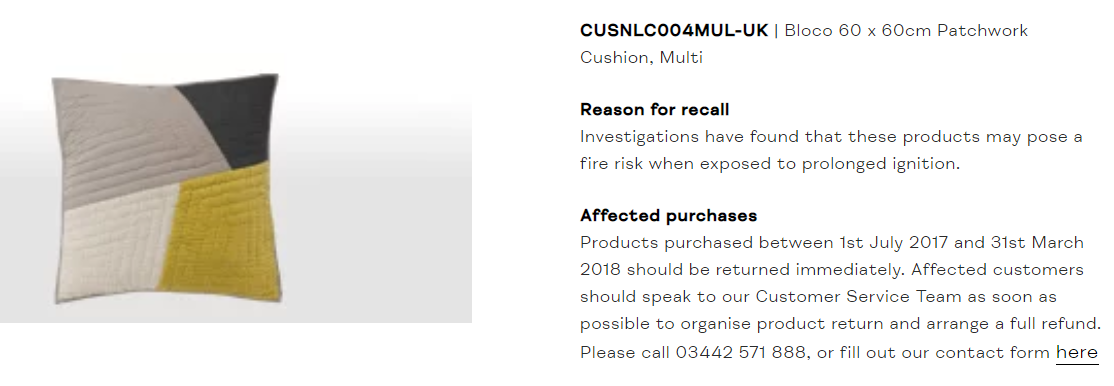 CUSNLC004MUL-UK | Bloco 60 x 60cm Patchwork
Cushion, Multi
Reason for recall
Investigations have found that these products may pose a
fire risk when exposed to prolonged ignition.
Affected purchases
Products purchased between 1st July 2017 and 31st March
2018 should be returned immediately. Affected customers
should speak to our Customer Service Team as soon as
possible to organise product return and arrange a full refund.
Please call 03442 571 888, or fill out our contact form here